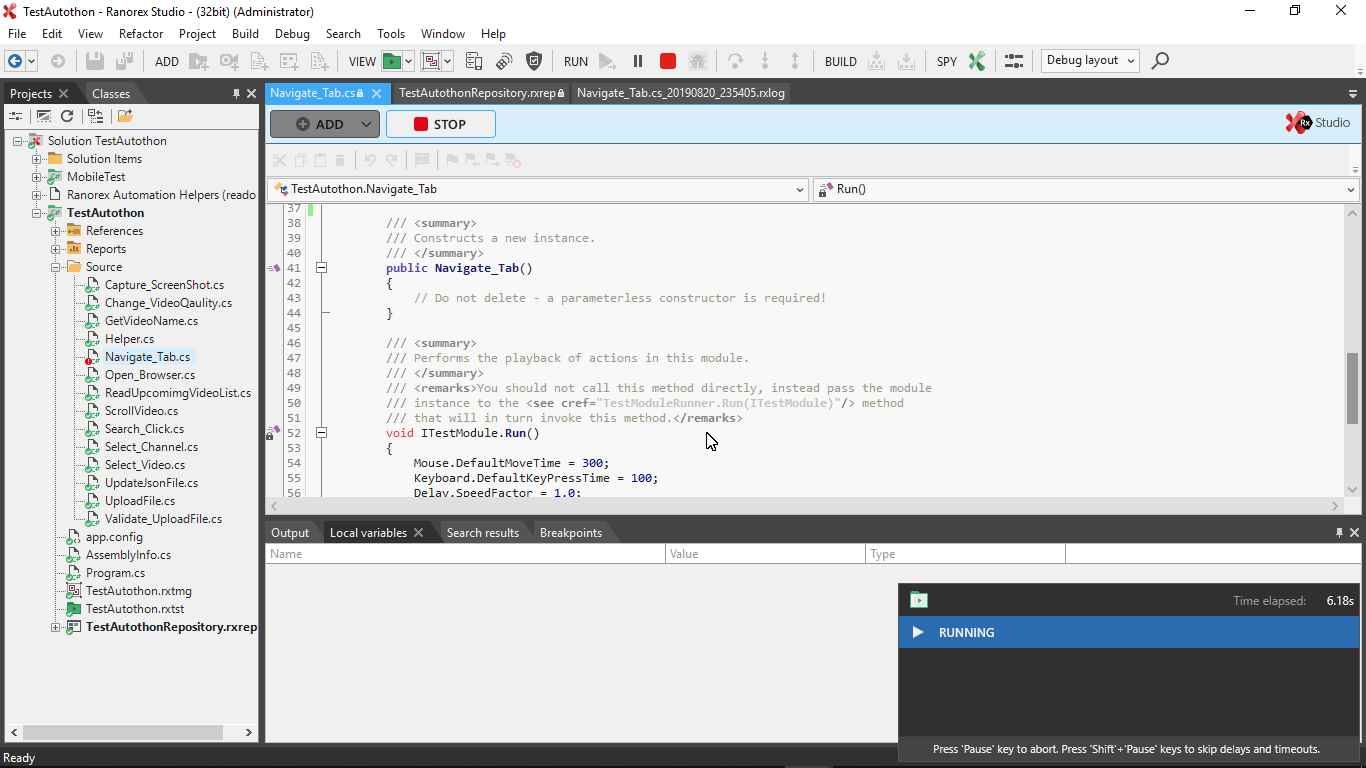 TestAutothon - Ranorex Studio - (32bit) (Administrator)
File Edit View Refactor Project Build Debug Search Tools Window Help
ADD VIEW RUN BUILD SPY Debug layout
Projects Classes
Navigate_Tab.cs TestAutothonRepository.rxrep Navigate_Tab.cs_20190820_235405.rxlog
ADD STOP Rx Studio
TestAutothon.Navigate_Tab Run()
Solution TestAutothon
Solution Items
MobileTest
Ranorex Automation Helpers (reado
TestAutothon
References
Reports
Source
Capture_ScreenShot.cs
Change_VideoQaulity.cs
GetVideoName.cs
Helper.cs
Navigate_Tab.cs
Open_Browser.cs
ReadUpcomimgVideoList.cs
ScrollVideo.cs
Search_Click.cs
Select_Channel.cs
Select_Video.cs
UpdateJsonFile.cs
UploadFile.cs
Validate_UploadFile.cs
app.config
AssemblyInfo.cs
Program.cs
TestAutothon.rxtmg
TestAutothon.rxtst
TestAutothonRepository.rxrep
37
38 /// <summary>
39 /// Constructs a new instance.
40 /// </summary>
41 public Navigate_Tab()
42 {
43 // Do not delete - a parameterless constructor is required!
44 }
45
46 /// <summary>
47 /// Performs the playback of actions in this module.
48 /// </summary>
49 /// <remarks>You should not call this method directly, instead pass the module
50 /// instance to the <see cref="TestModuleRunner.Run(ITestModule)"/> method
51 /// that will in turn invoke this method.</remarks>
52 void ITestModule.Run()
53 {
54 Mouse.DefaultMoveTime = 300;
55 Keyboard.DefaultKeyPressTime = 100;
56 Delay.SpeedFactor = 1.0;
Output Local variables Search results Breakpoints
Name Value Type
Time elapsed: 6.18s
RUNNING
Press 'Pause' key to abort. Press 'Shift'+'Pause' keys to skip delays and timeouts.
Ready